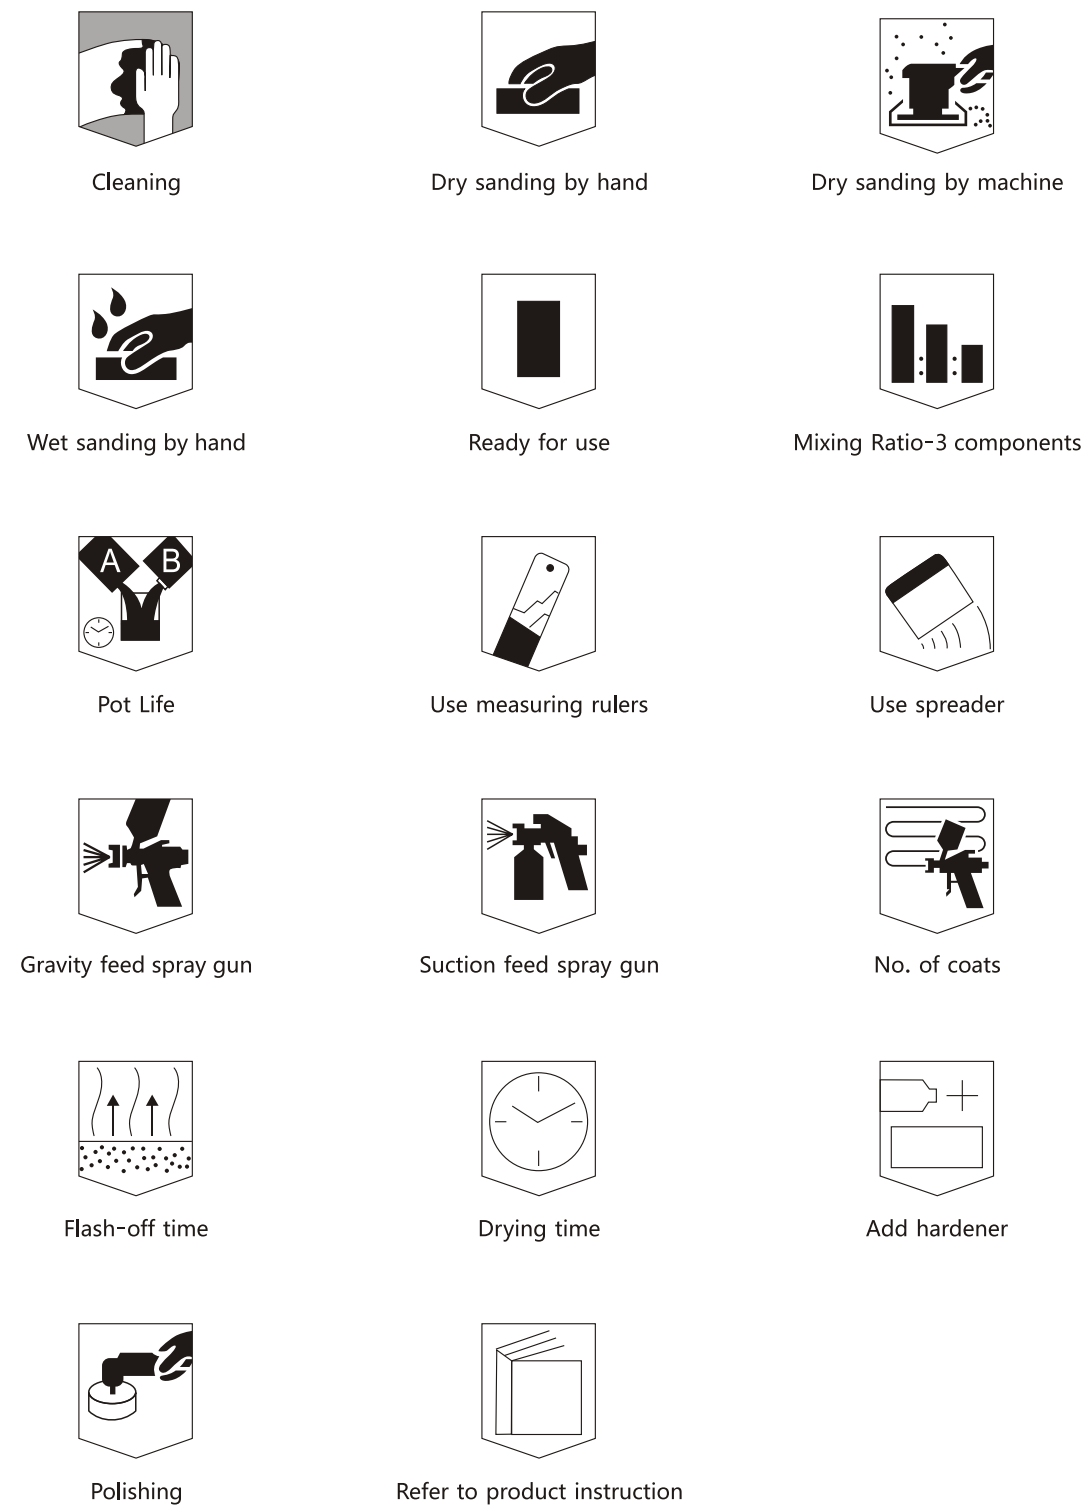 Cleaning
Dry sanding by hand
Dry sanding by machine
Wet sanding by hand
Ready for use
Mixing Ratio-3 components
A B
Pot Life
Use measuring rulers
Use spreader
Gravity feed spray gun
Suction feed spray gun
No. of coats
Flash-off time
Drying time
Add hardener
Polishing
Refer to product instruction